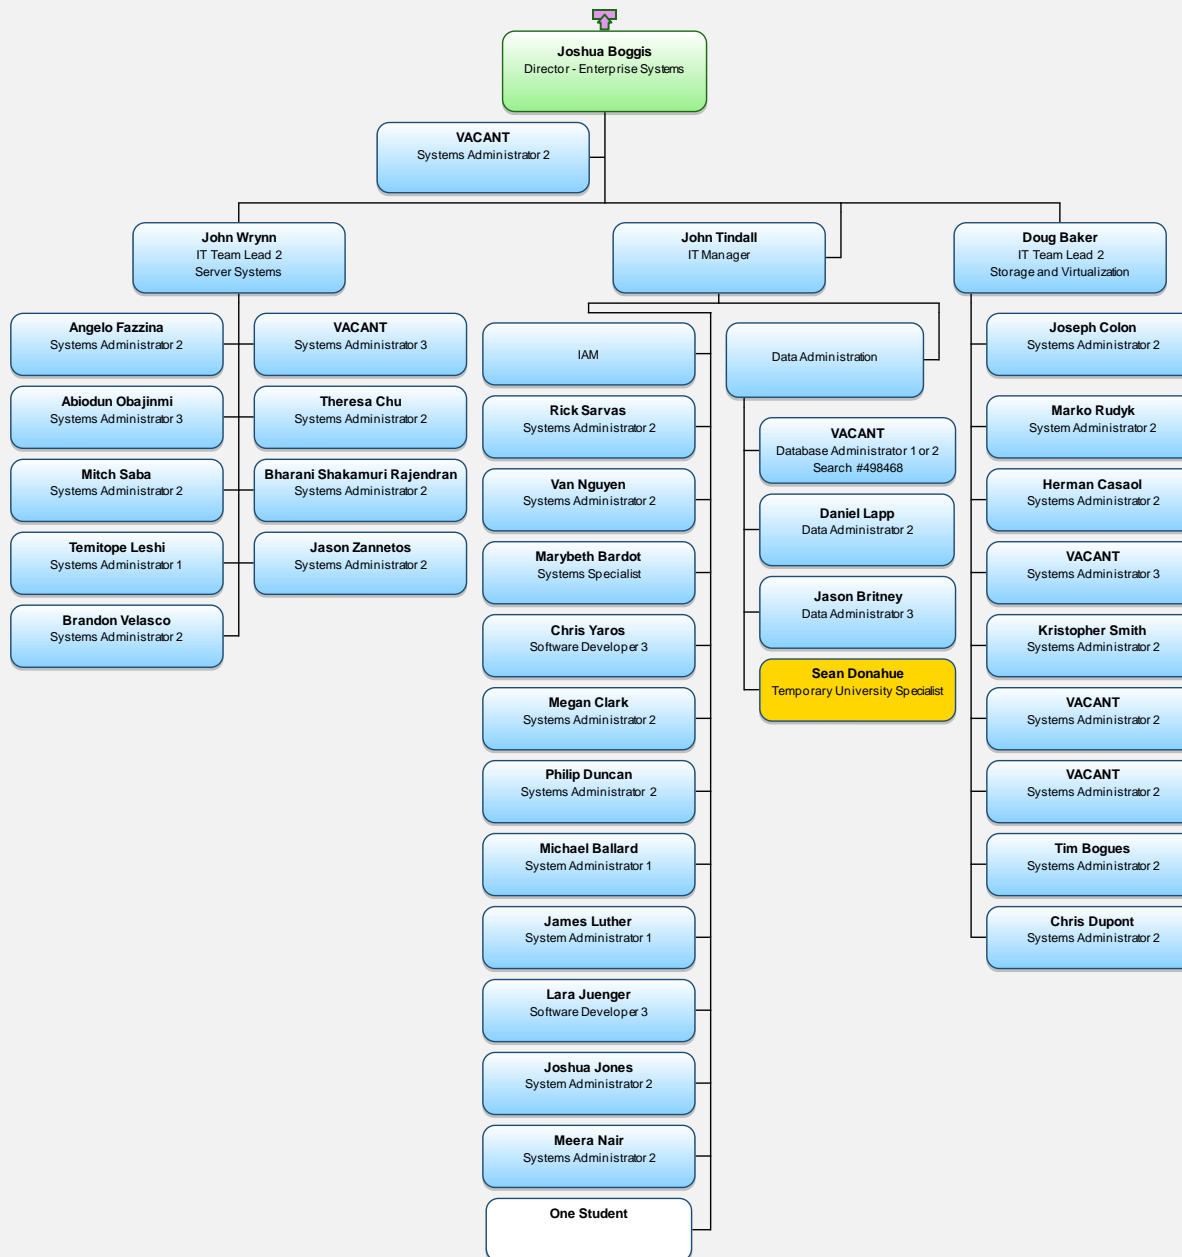 Joshua Boggis
Director - Enterprise Systems
VACANT
Systems Administrator 2
John Wrynn
IT Team Lead 2
Server Systems
John Tindall
IT Manager
Doug Baker
IT Team Lead 2
Storage and Virtualization
Angelo Fazzina
Systems Administrator 2
VACANT
Systems Administrator 3
Abiodun Obajinmi
Systems Administrator 3
Theresa Chu
Systems Administrator 2
Mitch Saba
Systems Administrator 2
Bharani Shakamuri Rajendran
Systems Administrator 2
Temitope Leshi
Systems Administrator 1
Jason Zannetos
Systems Administrator 2
Brandon Velasco
Systems Administrator 2
IAM
Rick Sarvas
Systems Administrator 2
Van Nguyen
Systems Administrator 2
Marybeth Bardot
Systems Specialist
Chris Yaros
Software Developer 3
Megan Clark
Systems Administrator 2
Philip Duncan
Systems Administrator 2
Michael Ballard
System Administrator 1
James Luther
System Administrator 1
Lara Juenger
Software Developer 3
Joshua Jones
System Administrator 2
Meera Nair
Systems Administrator 2
One Student
Data Administration
VACANT
Database Administrator 1 or 2
Search #498468
Daniel Lapp
Data Administrator 2
Jason Britney
Data Administrator 3
Sean Donahue
Temporary University Specialist
Joseph Colon
Systems Administrator 2
Marko Rudyk
System Administrator 2
Herman Casaol
Systems Administrator 2
VACANT
Systems Administrator 3
Kristopher Smith
Systems Administrator 2
VACANT
Systems Administrator 2
VACANT
Systems Administrator 2
Tim Bogues
Systems Administrator 2
Chris Dupont
Systems Administrator 2